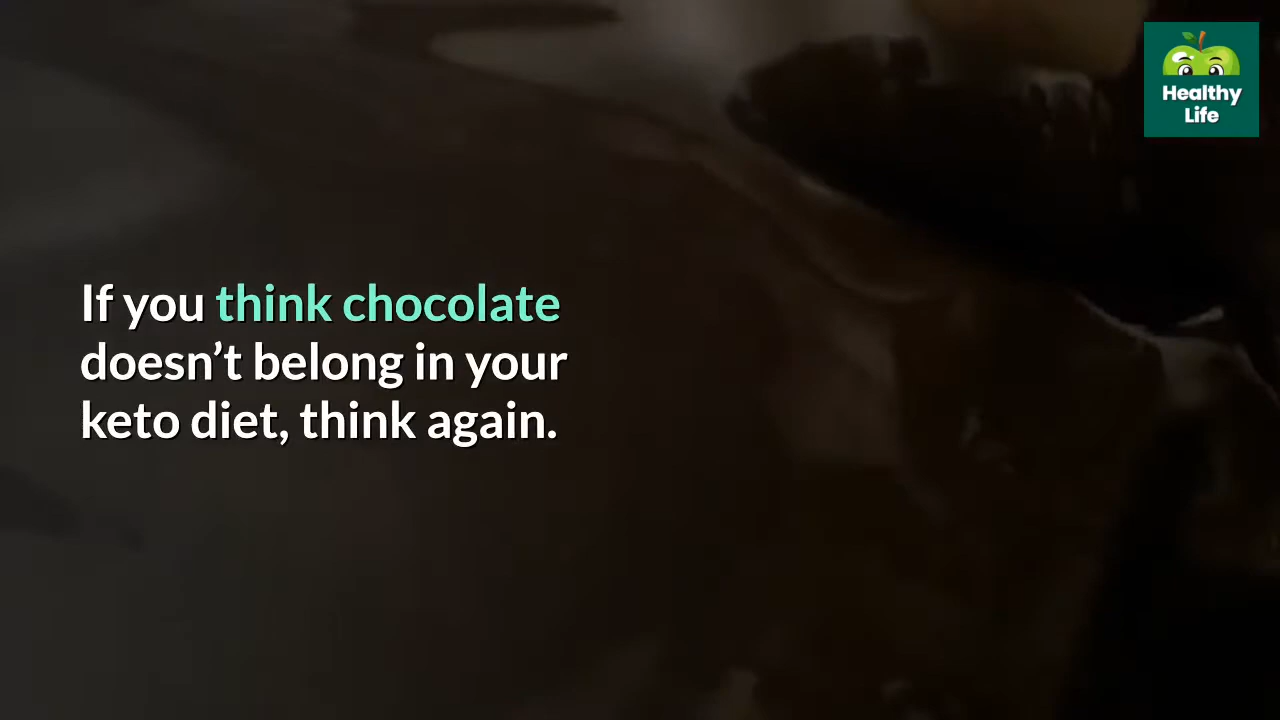 Healthy
Life
If you think chocolate
doesn’t belong in your
keto diet, think again.